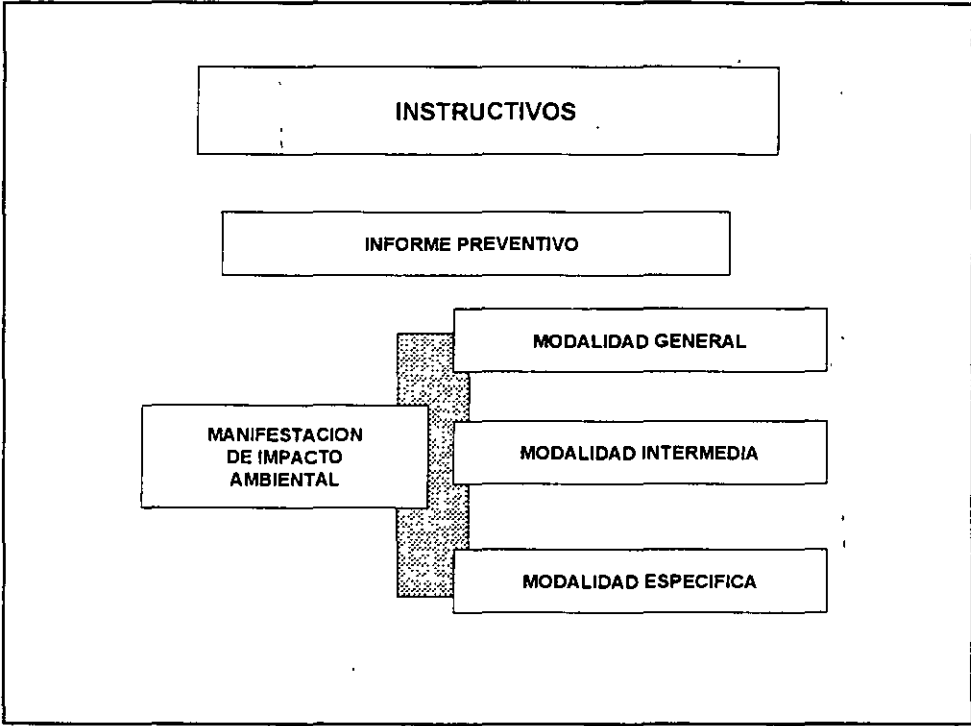 INSTRUCTIVOS
INFORME PREVENTIVO
MODALIDAD GENERAL
MANIFESTACION
DE IMPACTO
AMBIENTAL
MODALIDAD INTERMEDIA
MODALIDAD ESPECIFICA